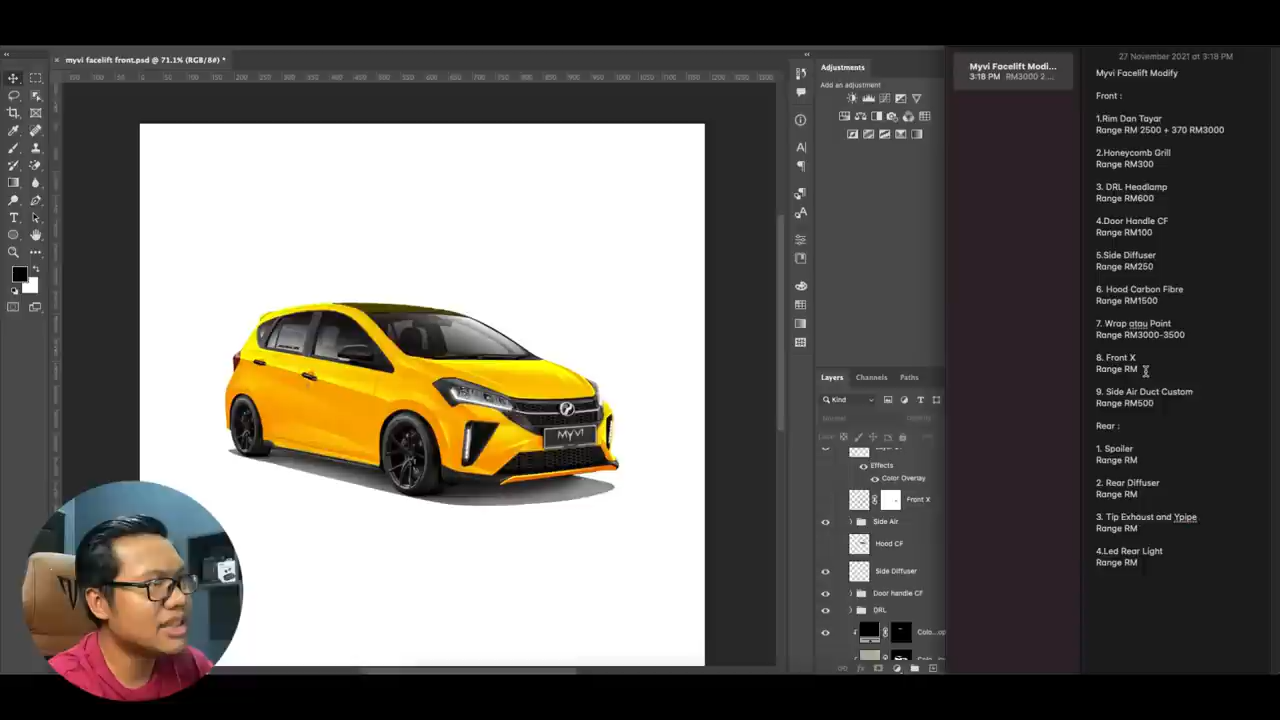 myvi facelift front.psd @ 71.1% (RGB/8#) *
Adjustments
Add an adjustment
MYVI
Layers
Channels
Paths
Kind
Effects
Color Overlay
Front X
Side Air
Hood CF
Side Diffuser
Door handle CF
DRL
Colo...
Myvi Facelift Modi...
3:18 PM RM3000 2....
27 November 2021 at 3:18 PM
Myvi Facelift Modify
Front :
1.Rim Dan Tayar
Range RM 2500 + 370 RM3000
2.Honeycomb Grill
Range RM300
3. DRL Headlamp
Range RM600
4.Door Handle CF
Range RM100
5.Side Diffuser
Range RM250
6. Hood Carbon Fibre
Range RM1500
7. Wrap atau Paint
Range RM3000-3500
8. Front X
Range RM
9. Side Air Duct Custom
Range RM500
Rear :
1. Spoiler
Range RM
2. Rear Diffuser
Range RM
3. Tip Exhaust and Ypipe
Range RM
4.Led Rear Light
Range RM